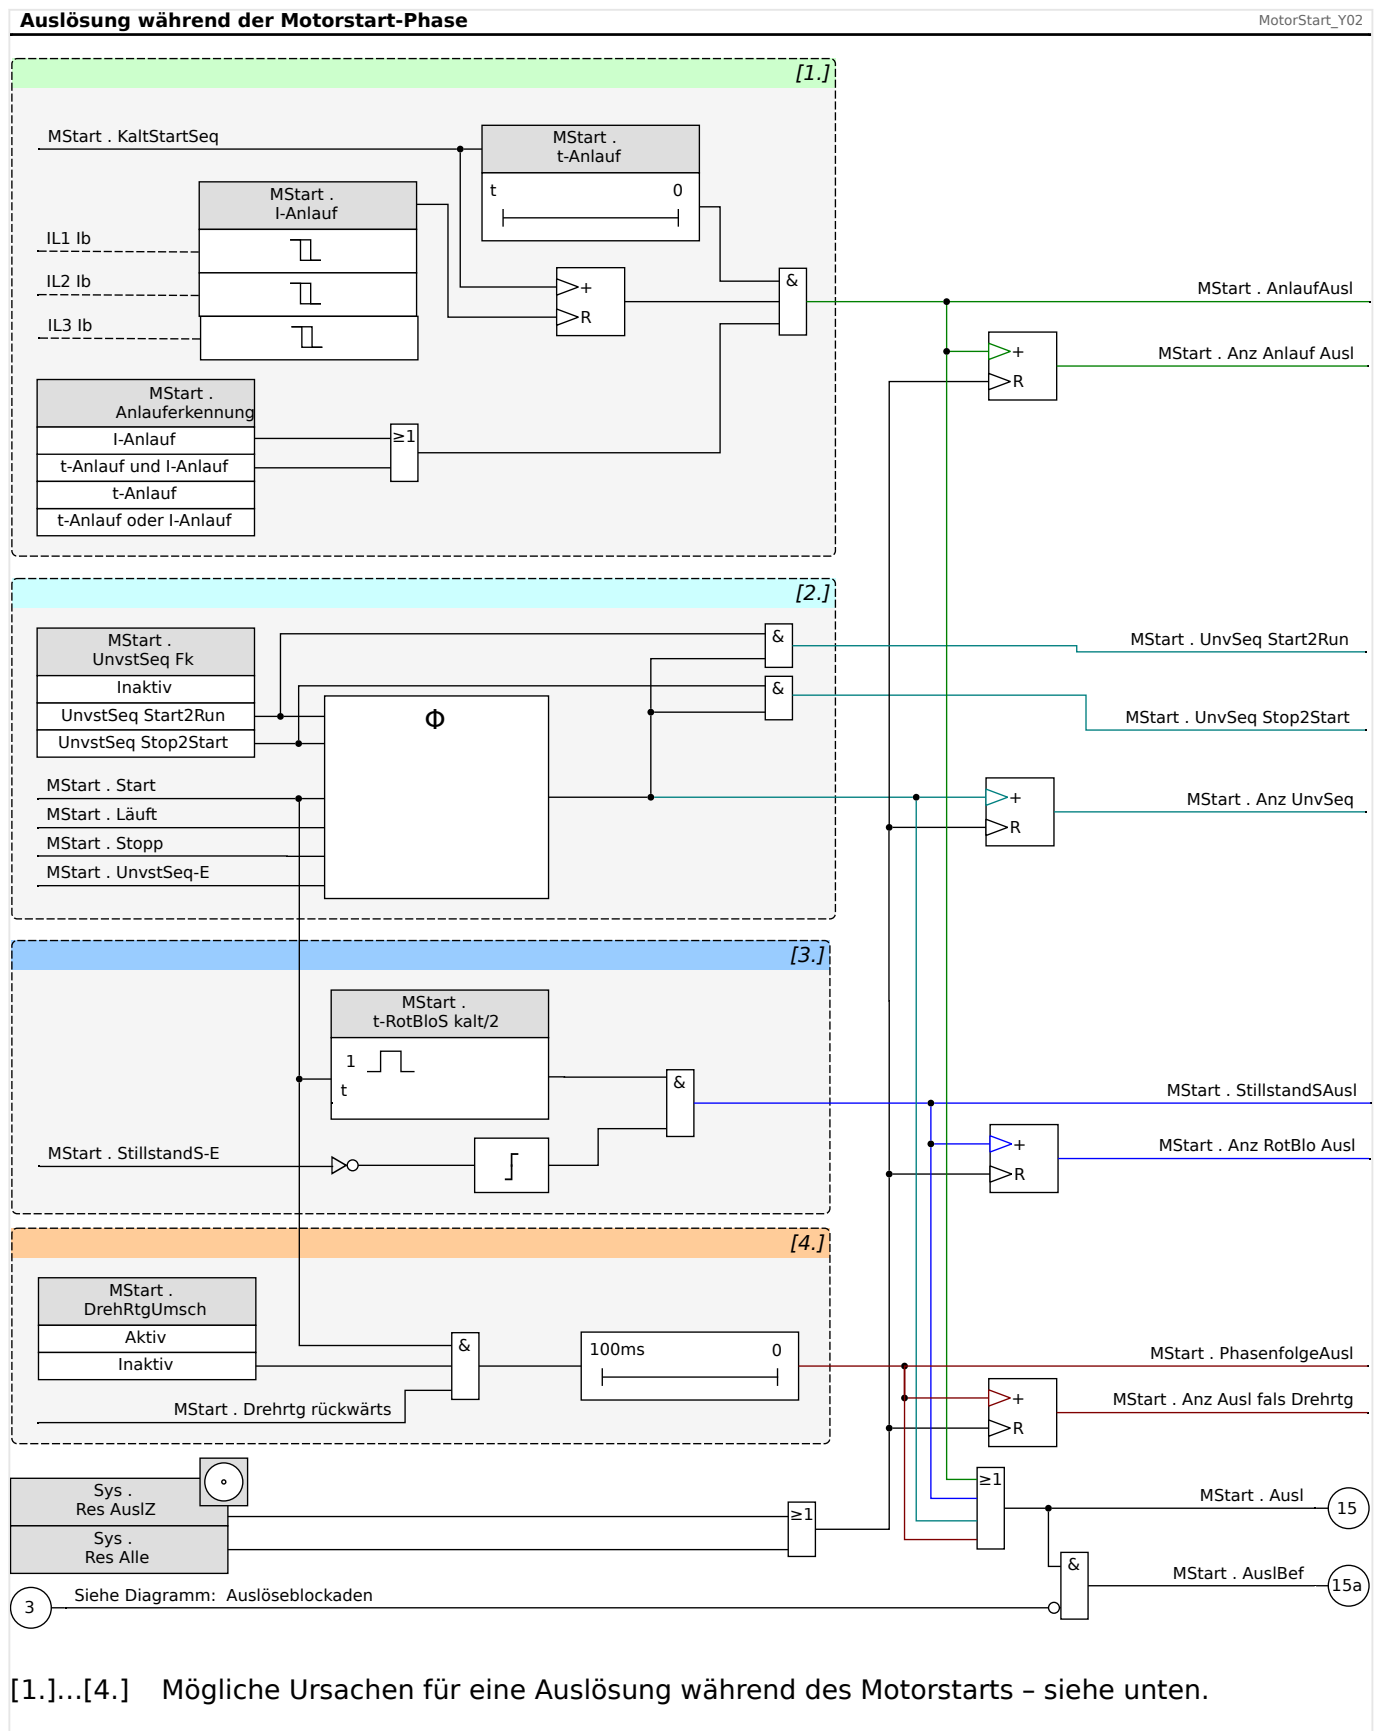 Auslösung während der Motorstart-Phase
MotorStart_Y02
[1.]
MStart . KaltStartSeq
MStart .
t-Anlauf
t 0
MStart .
I-Anlauf
IL1 Ib
IL2 Ib
IL3 Ib
+
R
&
MStart . AnlaufAusl
MStart . Anz Anlauf Ausl
+
R
MStart .
Anlauferkennung
I-Anlauf
t-Anlauf und I-Anlauf
t-Anlauf
t-Anlauf oder I-Anlauf
≥1
[2.]
MStart .
UnvstSeq Fk
Inaktiv
UnvstSeq Start2Run
UnvstSeq Stop2Start
Φ
&
&
MStart . UnvSeq Start2Run
MStart . UnvSeq Stop2Start
MStart . Start
MStart . Läuft
MStart . Stopp
MStart . UnvstSeq-E
+
R
MStart . Anz UnvSeq
[3.]
MStart .
t-RotBloS kalt/2
1
t
&
MStart . StillstandSAusl
MStart . StillstandS-E
+
R
MStart . Anz RotBlo Ausl
[4.]
MStart .
DrehRtgUmsch
Aktiv
Inaktiv
&
100ms 0
MStart . Drehrtg rückwärts
MStart . PhasenfolgeAusl
+
R
MStart . Anz Ausl fals Drehrtg
Sys .
Res AuslZ
Sys .
Res Alle
≥1
≥1
MStart . Ausl
15
&
MStart . AuslBef
15a
3
Siehe Diagramm: Auslöseblockaden
[1.]...[4.] Mögliche Ursachen für eine Auslösung während des Motorstarts – siehe unten.